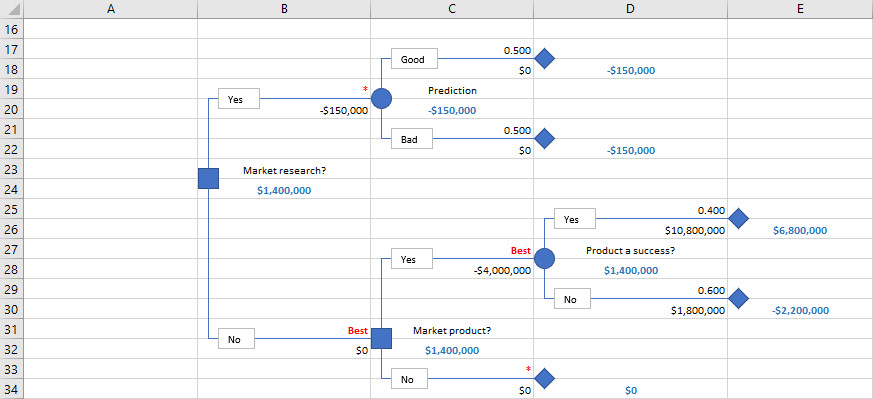 A B C D E
16
17 0.500
Good
18 $0 -$150,000
19 * Prediction
Yes
20 -$150,000 -$150,000
21 0.500
Bad
22 $0 -$150,000
23 Market research?
24 $1,400,000
25 0.400
Yes
26 $10,800,000 $6,800,000
27 Best Product a success?
Yes
28 -$4,000,000 $1,400,000
29 0.600
No
30 $1,800,000 -$2,200,000
31 Best Market product?
No
32 $0 $1,400,000
33 *
No
34 $0 $0